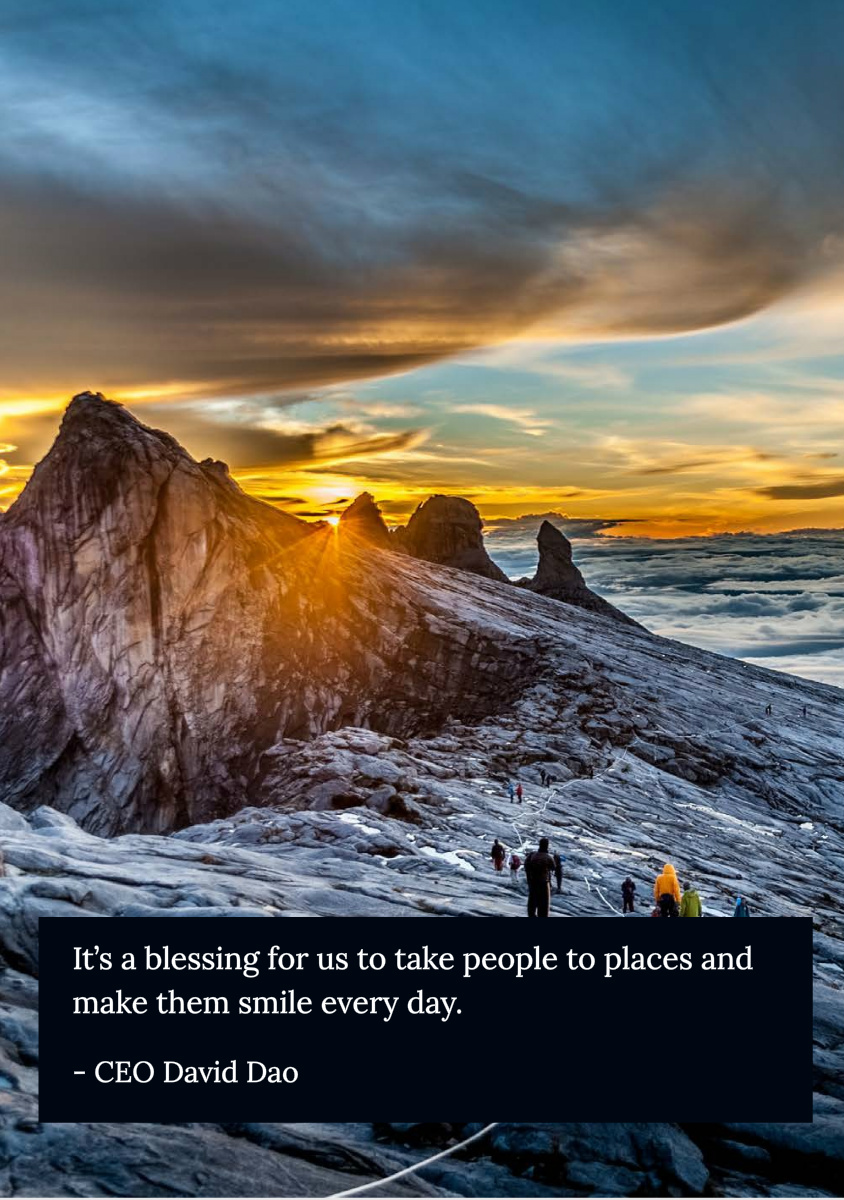 It’s a blessing for us to take people to places and
make them smile every day.
– CEO David Dao